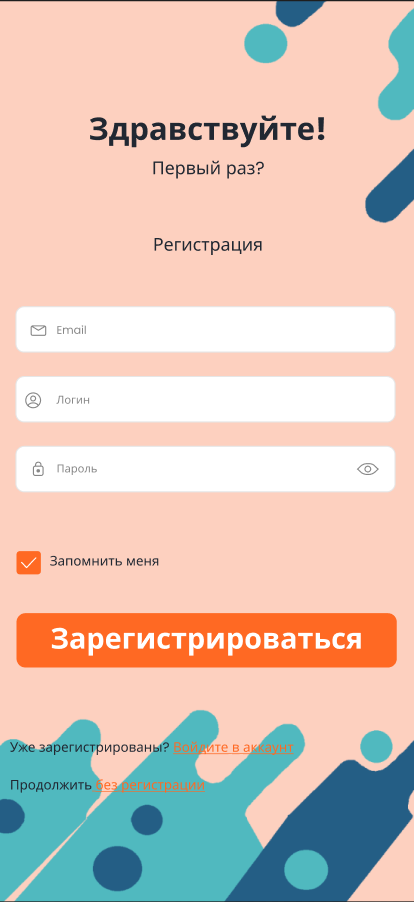 Здравствуйте!
Первый раз?
Регистрация
Email
Логин
Пароль
Запомнить меня
Зарегистрироваться
Уже зарегистрированы? Войдите в аккаунт
Продолжить без регистрации